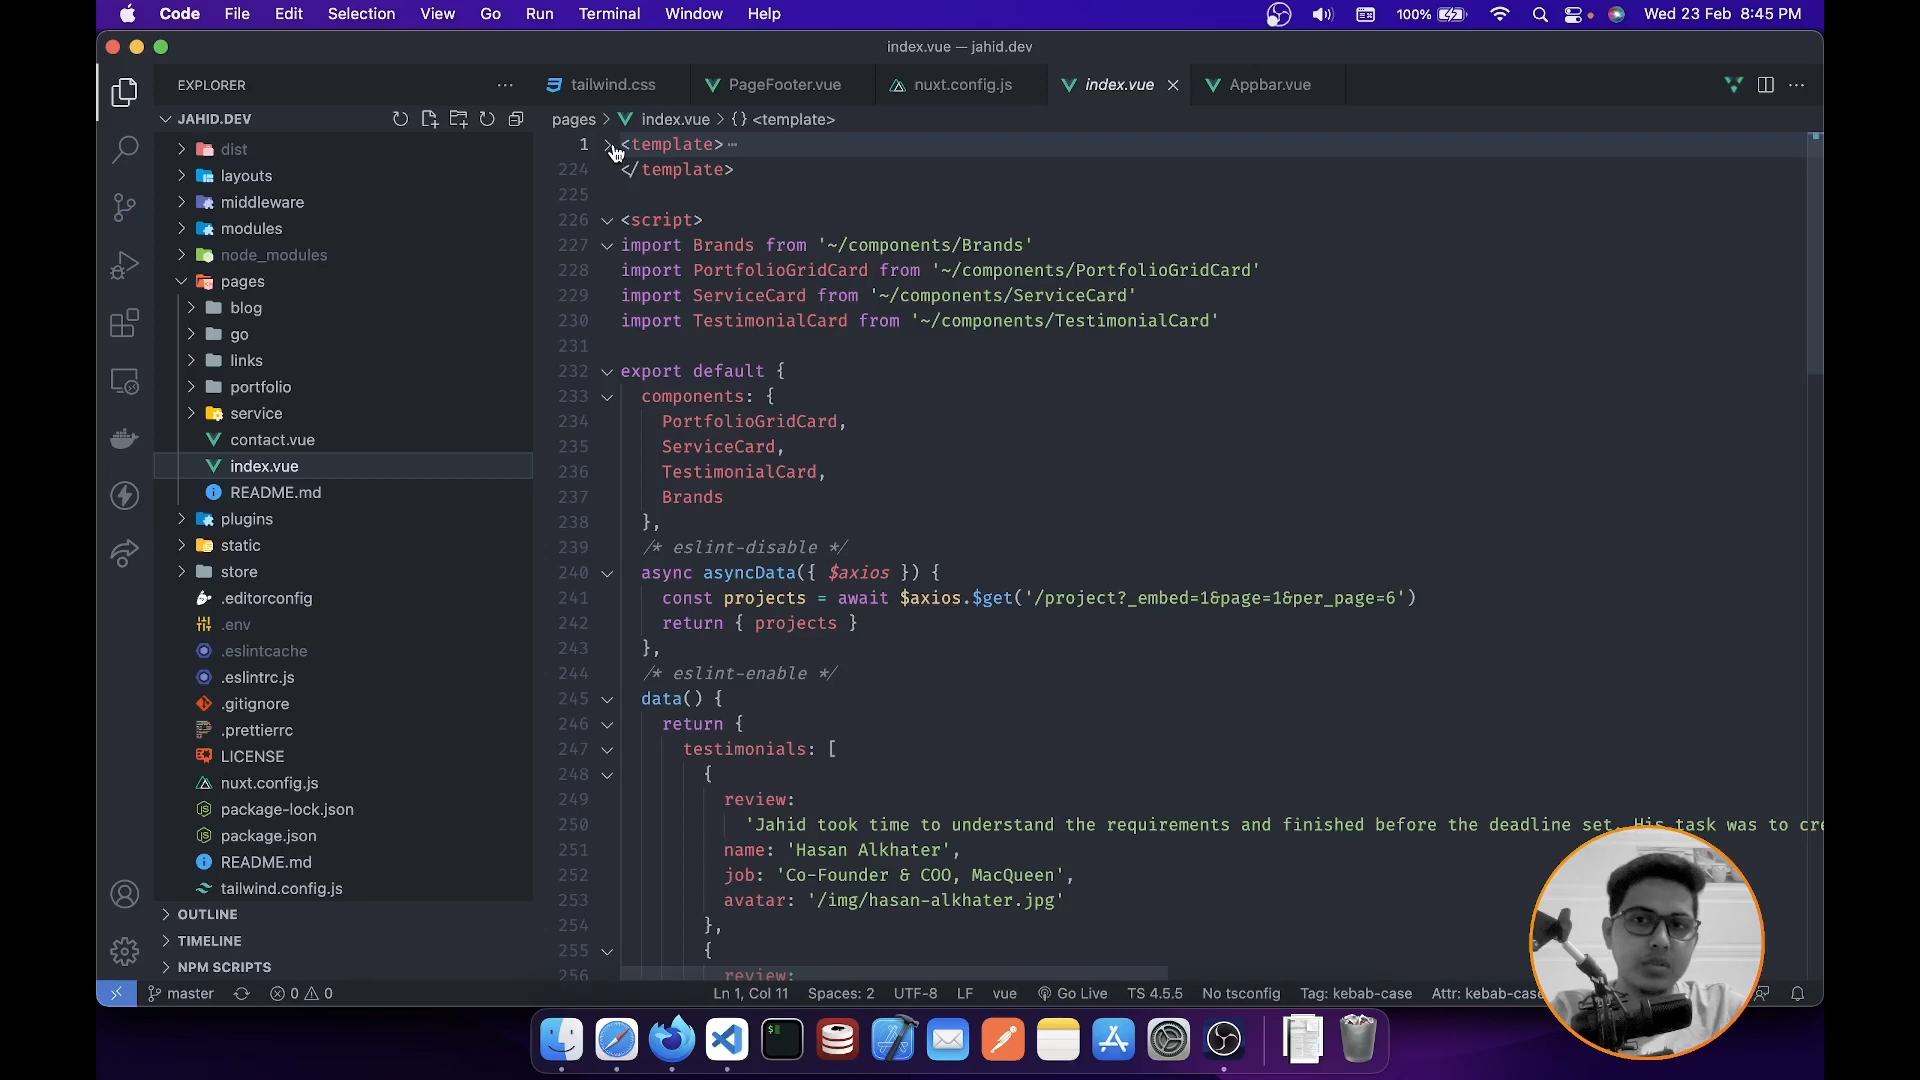 Code File Edit Selection View Go Run Terminal Window Help 100% Wed 23 Feb 8:45 PM
index.vue — jahid.dev
EXPLORER
tailwind.css PageFooter.vue nuxt.config.js index.vue Appbar.vue
JAHID.DEV
pages > index.vue > {} <template>
dist
layouts
middleware
modules
node_modules
pages
blog
go
links
portfolio
service
contact.vue
index.vue
README.md
plugins
static
store
.editorconfig
.env
.eslintcache
.eslintrc.js
.gitignore
.prettierrc
LICENSE
nuxt.config.js
package-lock.json
package.json
README.md
tailwind.config.js
OUTLINE
TIMELINE
NPM SCRIPTS
1 <template>
224 </template>
225
226 <script>
227 import Brands from '~/components/Brands'
228 import PortfolioGridCard from '~/components/PortfolioGridCard'
229 import ServiceCard from '~/components/ServiceCard'
230 import TestimonialCard from '~/components/TestimonialCard'
231
232 export default {
233 components: {
234 PortfolioGridCard,
235 ServiceCard,
236 TestimonialCard,
237 Brands
238 },
239 /* eslint-disable */
240 async asyncData({ $axios }) {
241 const projects = await $axios.$get('/project?_embed=1&page=1&per_page=6')
242 return { projects }
243 },
244 /* eslint-enable */
245 data() {
246 return {
247 testimonials: [
248 {
249 review:
250 'Jahid took time to understand the requirements and finished before the deadline set. His task was to cre
251 name: 'Hasan Alkhater',
252 job: 'Co-Founder & COO, MacQueen',
253 avatar: '/img/hasan-alkhater.jpg'
254 },
255 {
256 review:
master 0 0 Ln 1, Col 11 Spaces: 2 UTF-8 LF vue Go Live TS 4.5.5 No tsconfig Tag: kebab-case Attr: kebab-case